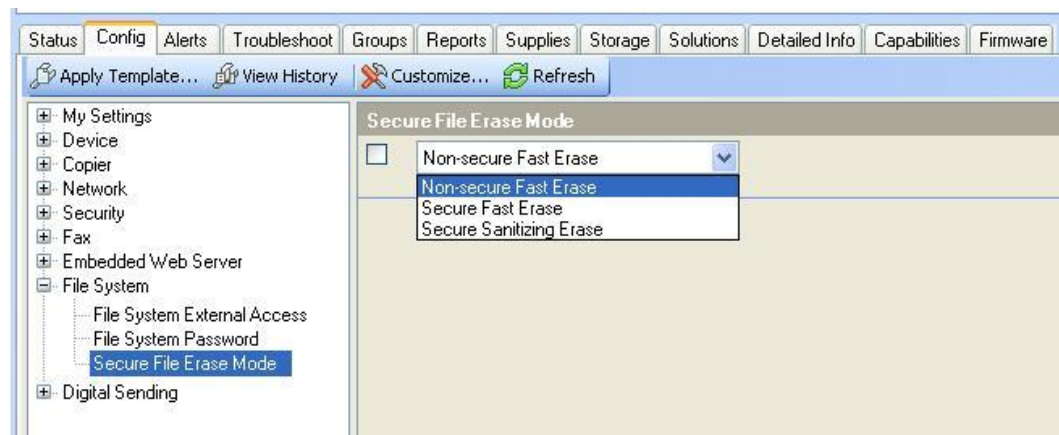 Status Config Alerts Troubleshoot Groups Reports Supplies Storage Solutions Detailed Info Capabilities Firmware
Apply Template... View History Customize... Refresh
My Settings
Device
Copier
Network
Security
Fax
Embedded Web Server
File System
File System External Access
File System Password
Secure File Erase Mode
Digital Sending
Secure File Erase Mode
Non-secure Fast Erase
Non-secure Fast Erase
Secure Fast Erase
Secure Sanitizing Erase